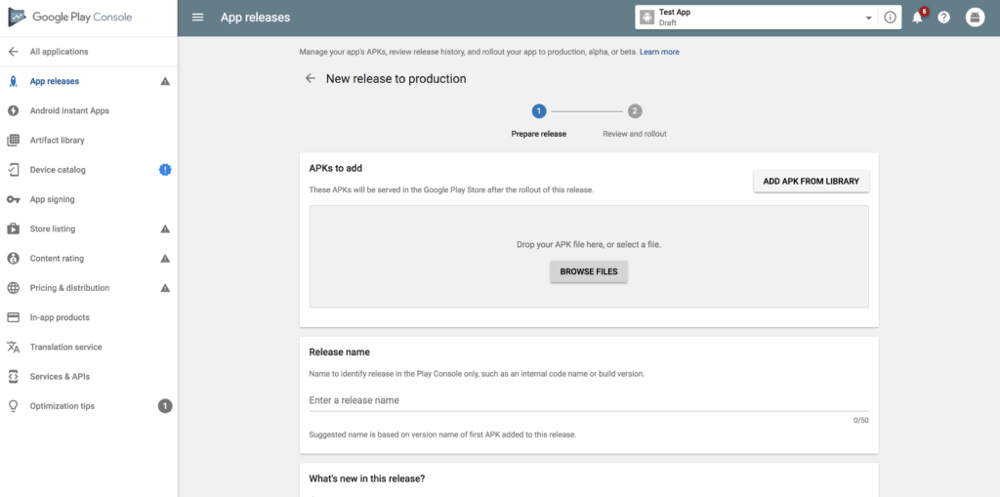 Google Play Console
App releases
Test App
Draft
5
All applications
App releases
Android Instant Apps
Artifact library
Device catalog
App signing
Store listing
Content rating
Pricing & distribution
In-app products
Translation service
Services & APIs
Optimization tips
1
Manage your app's APKs, review release history, and rollout your app to production, alpha, or beta. Learn more
New release to production
1
2
Prepare release
Review and rollout
APKs to add
These APKs will be served in the Google Play Store after the rollout of this release.
ADD APK FROM LIBRARY
Drop your APK file here, or select a file.
BROWSE FILES
Release name
Name to identify release in the Play Console only, such as an internal code name or build version.
Enter a release name
0/50
Suggested name is based on version name of first APK added to this release.
What's new in this release?